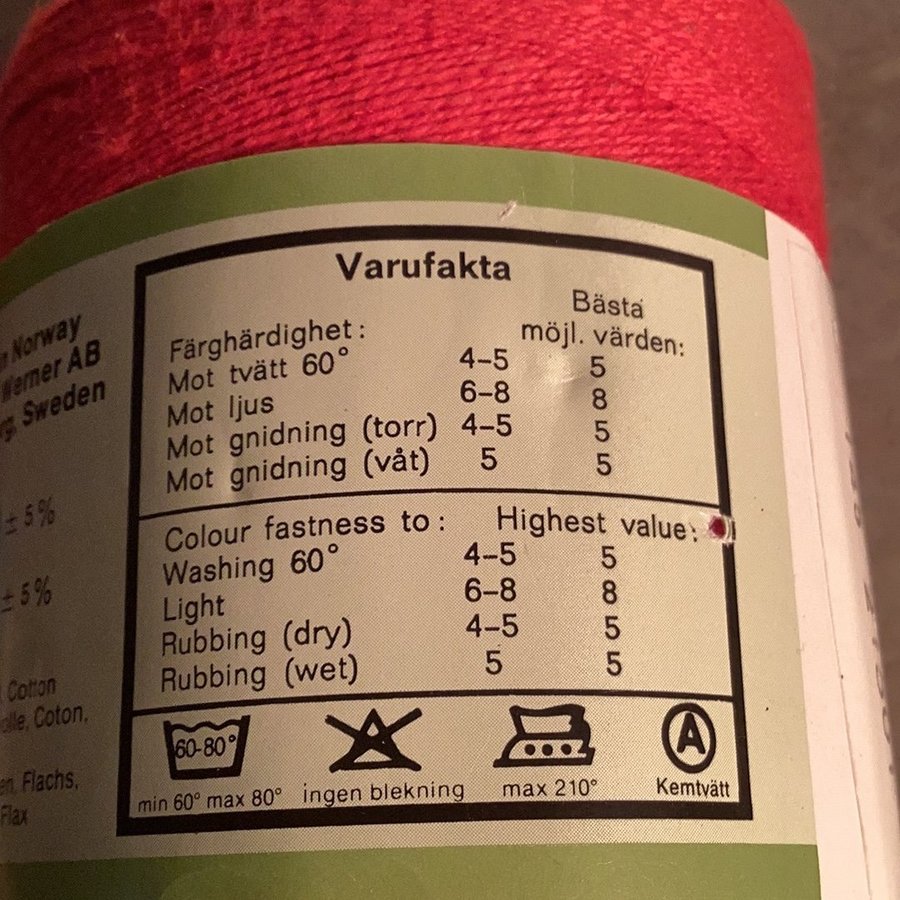 Norway
Werner AB
Sweden
± 5%
± 5%
Cotton
Coton,
Flachs,
Flax
Varufakta
Bästa
Färghärdighet: möjl. värden:
Mot tvätt 60° 4–5 5
Mot ljus 6–8 8
Mot gnidning (torr) 4–5 5
Mot gnidning (våt) 5 5
Colour fastness to: Highest value:
Washing 60° 4–5 5
Light 6–8 8
Rubbing (dry) 4–5 5
Rubbing (wet) 5 5
60-80°
A
min 60° max 80° ingen blekning max 210° Kemtvätt